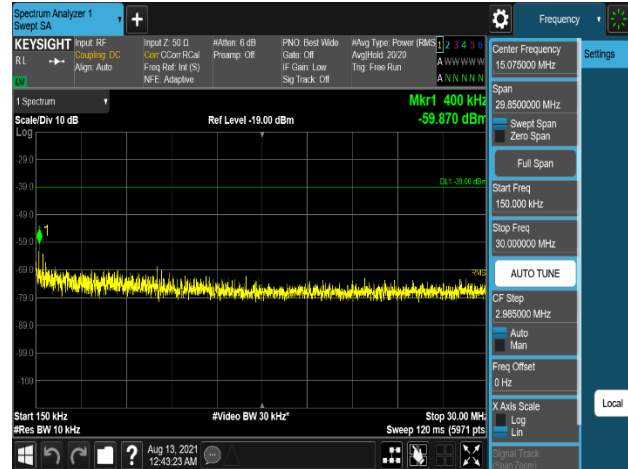 Spectrum Analyzer 1
Swept SA
Frequency
KEYSIGHT
Input: RF
Input Z: 50 Ω
#Atten: 6 dB
PNO: Best Wide
#Avg Type: Power (RMS
1 2 3 4 5 6
RL
Coupling: DC
Corr CCorr RCal
Preamp: Off
Gate: Off
Avg|Hold: 20/20
A W W W W W
Align: Auto
Freq Ref: Int (S)
IF Gain: Low
Trig: Free Run
NFE: Adaptive
Sig Track: Off
A N N N N N
1 Spectrum
Mkr1 400 kHz
Scale/Div 10 dB
Ref Level -19.00 dBm
-59.870 dBm
Log
-29.0
DL1 -39.00 dBm
-39.0
-49.0
1
-59.0
-69.0
RMS
-79.0
-89.0
-99.0
-109
Start 150 kHz
#Video BW 30 kHz*
Stop 30.00 MHz
#Res BW 10 kHz
Sweep 120 ms (5971 pts
Aug 13, 2021
12:43:23 AM
?
Center Frequency
15.075000 MHz
Settings
Span
29.8500000 MHz
Swept Span
Zero Span
Full Span
Start Freq
150.000 kHz
Stop Freq
30.000000 MHz
AUTO TUNE
CF Step
2.985000 MHz
Auto
Man
Freq Offset
0 Hz
X Axis Scale
Log
Lin
Local
Signal Track
(Span Zoom)